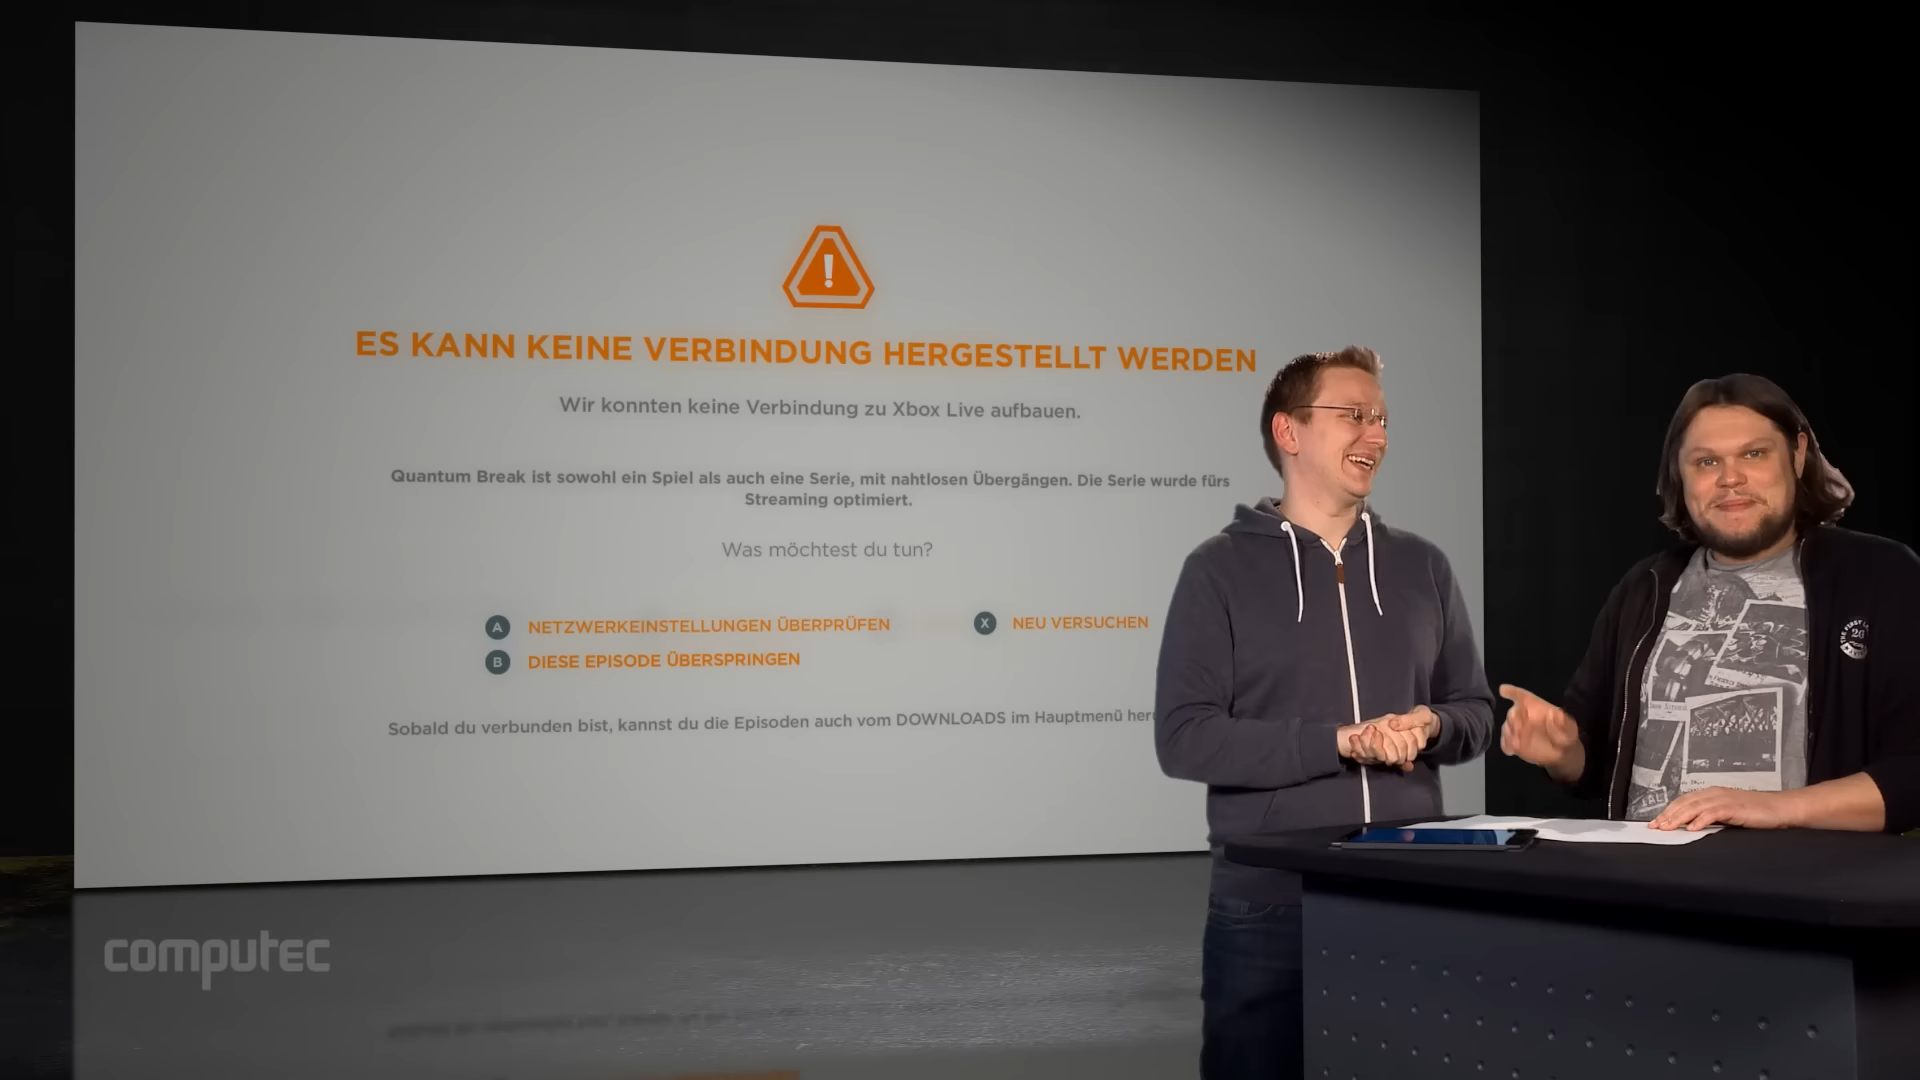 ES KANN KEINE VERBINDUNG HERGESTELLT WERDEN
Wir konnten keine Verbindung zu Xbox Live aufbauen.
Quantum Break ist sowohl ein Spiel als auch eine Serie, mit nahtlosen Übergängen. Die Serie wurde fürs
Streaming optimiert.
Was möchtest du tun?
A NETZWERKEINSTELLUNGEN ÜBERPRÜFEN
X NEU VERSUCHEN
B DIESE EPISODE ÜBERSPRINGEN
Sobald du verbunden bist, kannst du die Episoden auch vom DOWNLOADS im Hauptmenü
computec